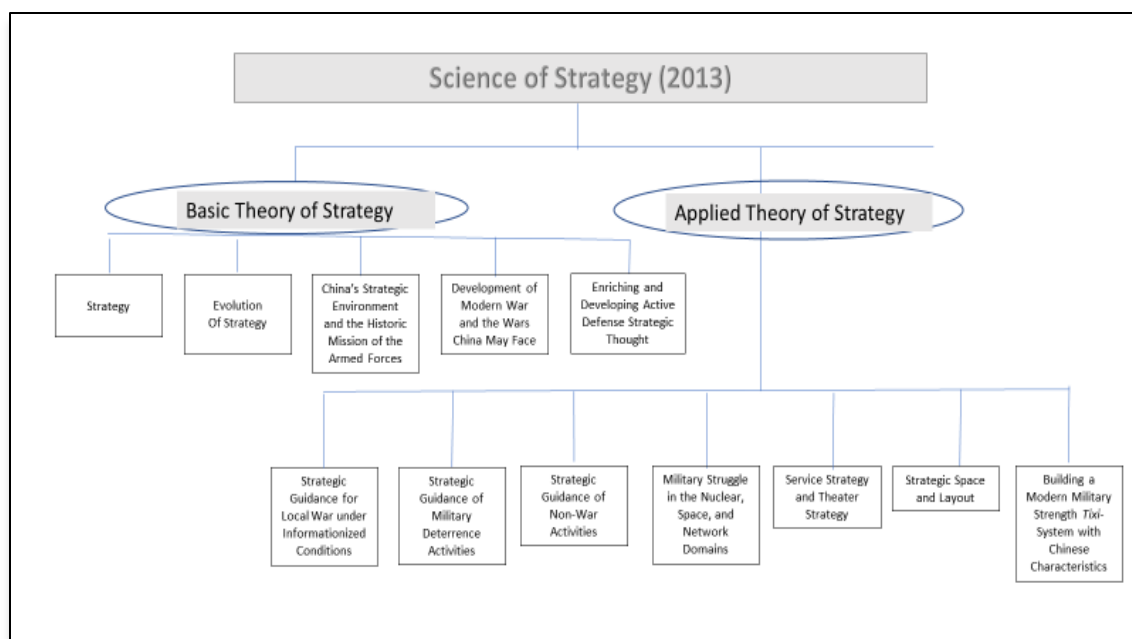 Science of Strategy (2013)
Basic Theory of Strategy
Applied Theory of Strategy
Strategy
Evolution
Of Strategy
China's Strategic
Environment
and the Historic
Mission of the
Armed Forces
Development of
Modern War
and the Wars
China May Face
Enriching and
Developing Active
Defense Strategic
Thought
Strategic
Guidance for
Local War under
Informationized
Conditions
Strategic
Guidance of
Military
Deterrence
Activities
Strategic
Guidance of
Non-War
Activities
Military Struggle
in the Nuclear,
Space, and
Network
Domains
Service Strategy
and Theater
Strategy
Strategic Space
and Layout
Building a
Modern Military
Strength Tixi-
System with
Chinese
Characteristics